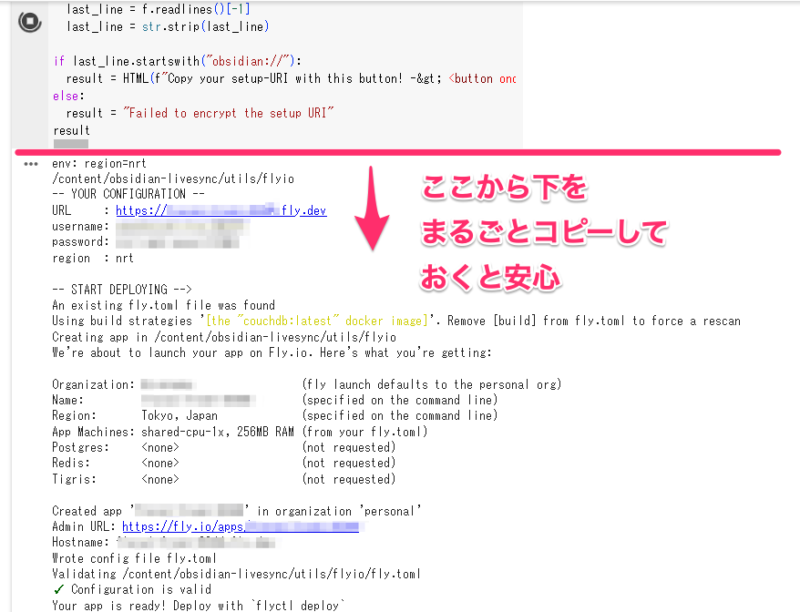 last_line = f.readlines()[-1]
last_line = str.strip(last_line)
if last_line.startswith("obsidian://"):
result = HTML(f"Copy your setup-URI with this button! -&gt; <button onc
else:
result = "Failed to encrypt the setup URI"
result
env: region=nrt
/content/obsidian-livesync/utils/flyio
-- YOUR CONFIGURATION --
URL : https:// fly.dev
username:
password:
region : nrt
ここから下を
まるごとコピーして
おくと安心
-- START DEPLOYING -->
An existing fly.toml file was found
Using build strategies '[the "couchdb:latest" docker image]'. Remove [build] from fly.toml to force a rescan
Creating app in /content/obsidian-livesync/utils/flyio
We're about to launch your app on Fly.io. Here's what you're getting:
Organization: (fly launch defaults to the personal org)
Name: (specified on the command line)
Region: Tokyo, Japan (specified on the command line)
App Machines: shared-cpu-1x, 256MB RAM (from your fly.toml)
Postgres: <none> (not requested)
Redis: <none> (not requested)
Tigris: <none> (not requested)
Created app ' ' in organization 'personal'
Admin URL: https://fly.io/apps/
Hostname:
Wrote config file fly.toml
Validating /content/obsidian-livesync/utils/flyio/fly.toml
✓ Configuration is valid
Your app is ready! Deploy with `flyctl deploy`